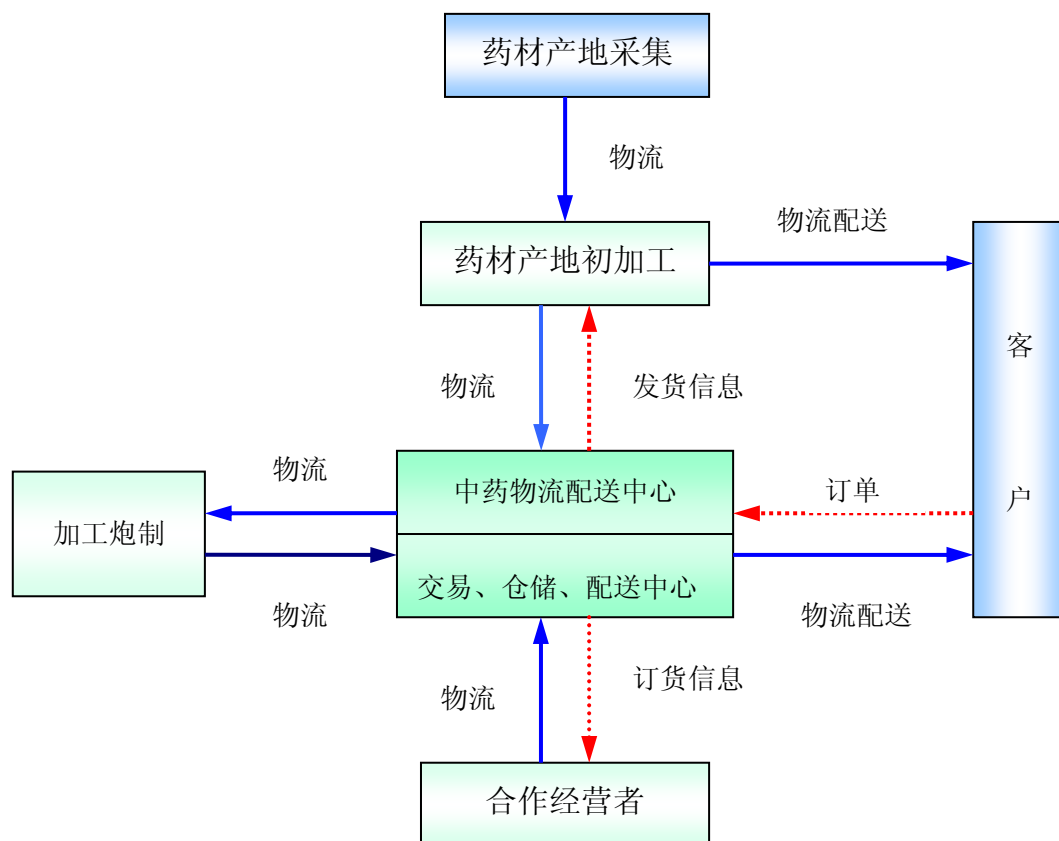 药材产地采集
物流
物流配送
药材产地初加工
客
户
物流
发货信息
物流
中药物流配送中心
订单
加工炮制
交易、仓储、配送中心
物流
物流配送
物流
订货信息
合作经营者